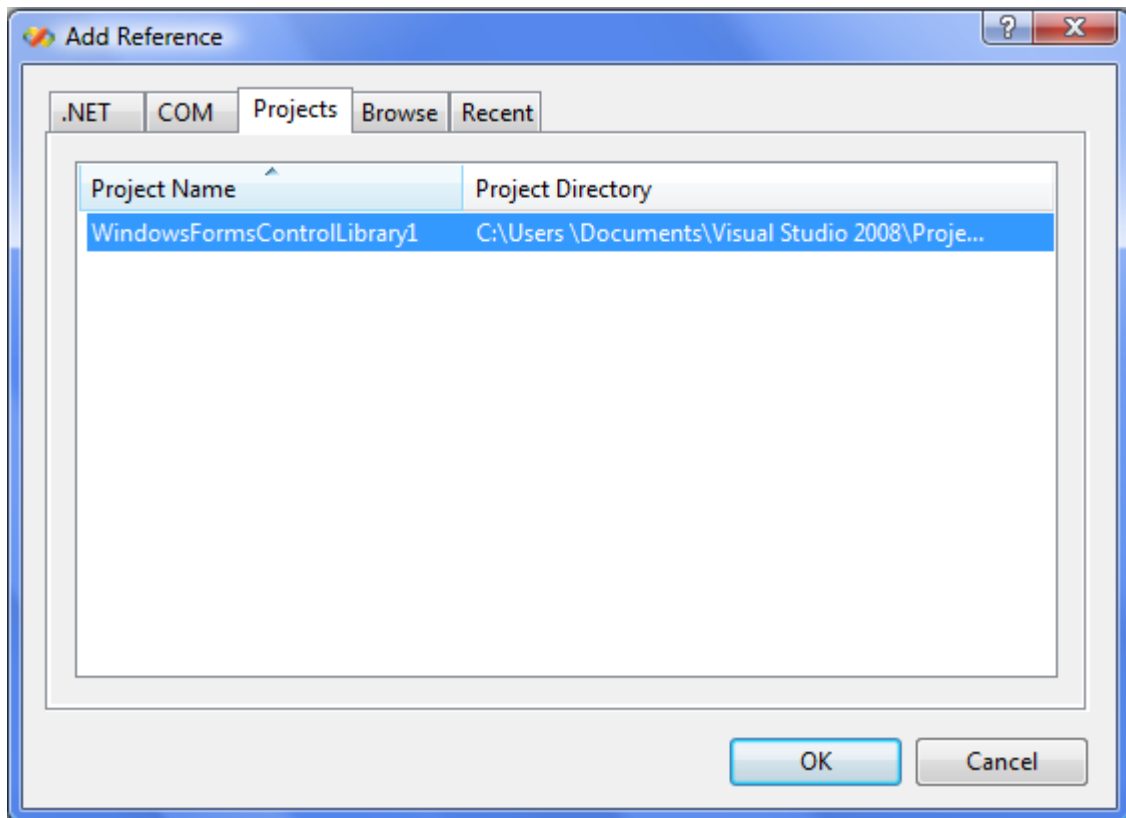 Add Reference
.NET COM Projects Browse Recent
Project Name Project Directory
WindowsFormsControlLibrary1 C:\Users \Documents\Visual Studio 2008\Proje...
OK Cancel